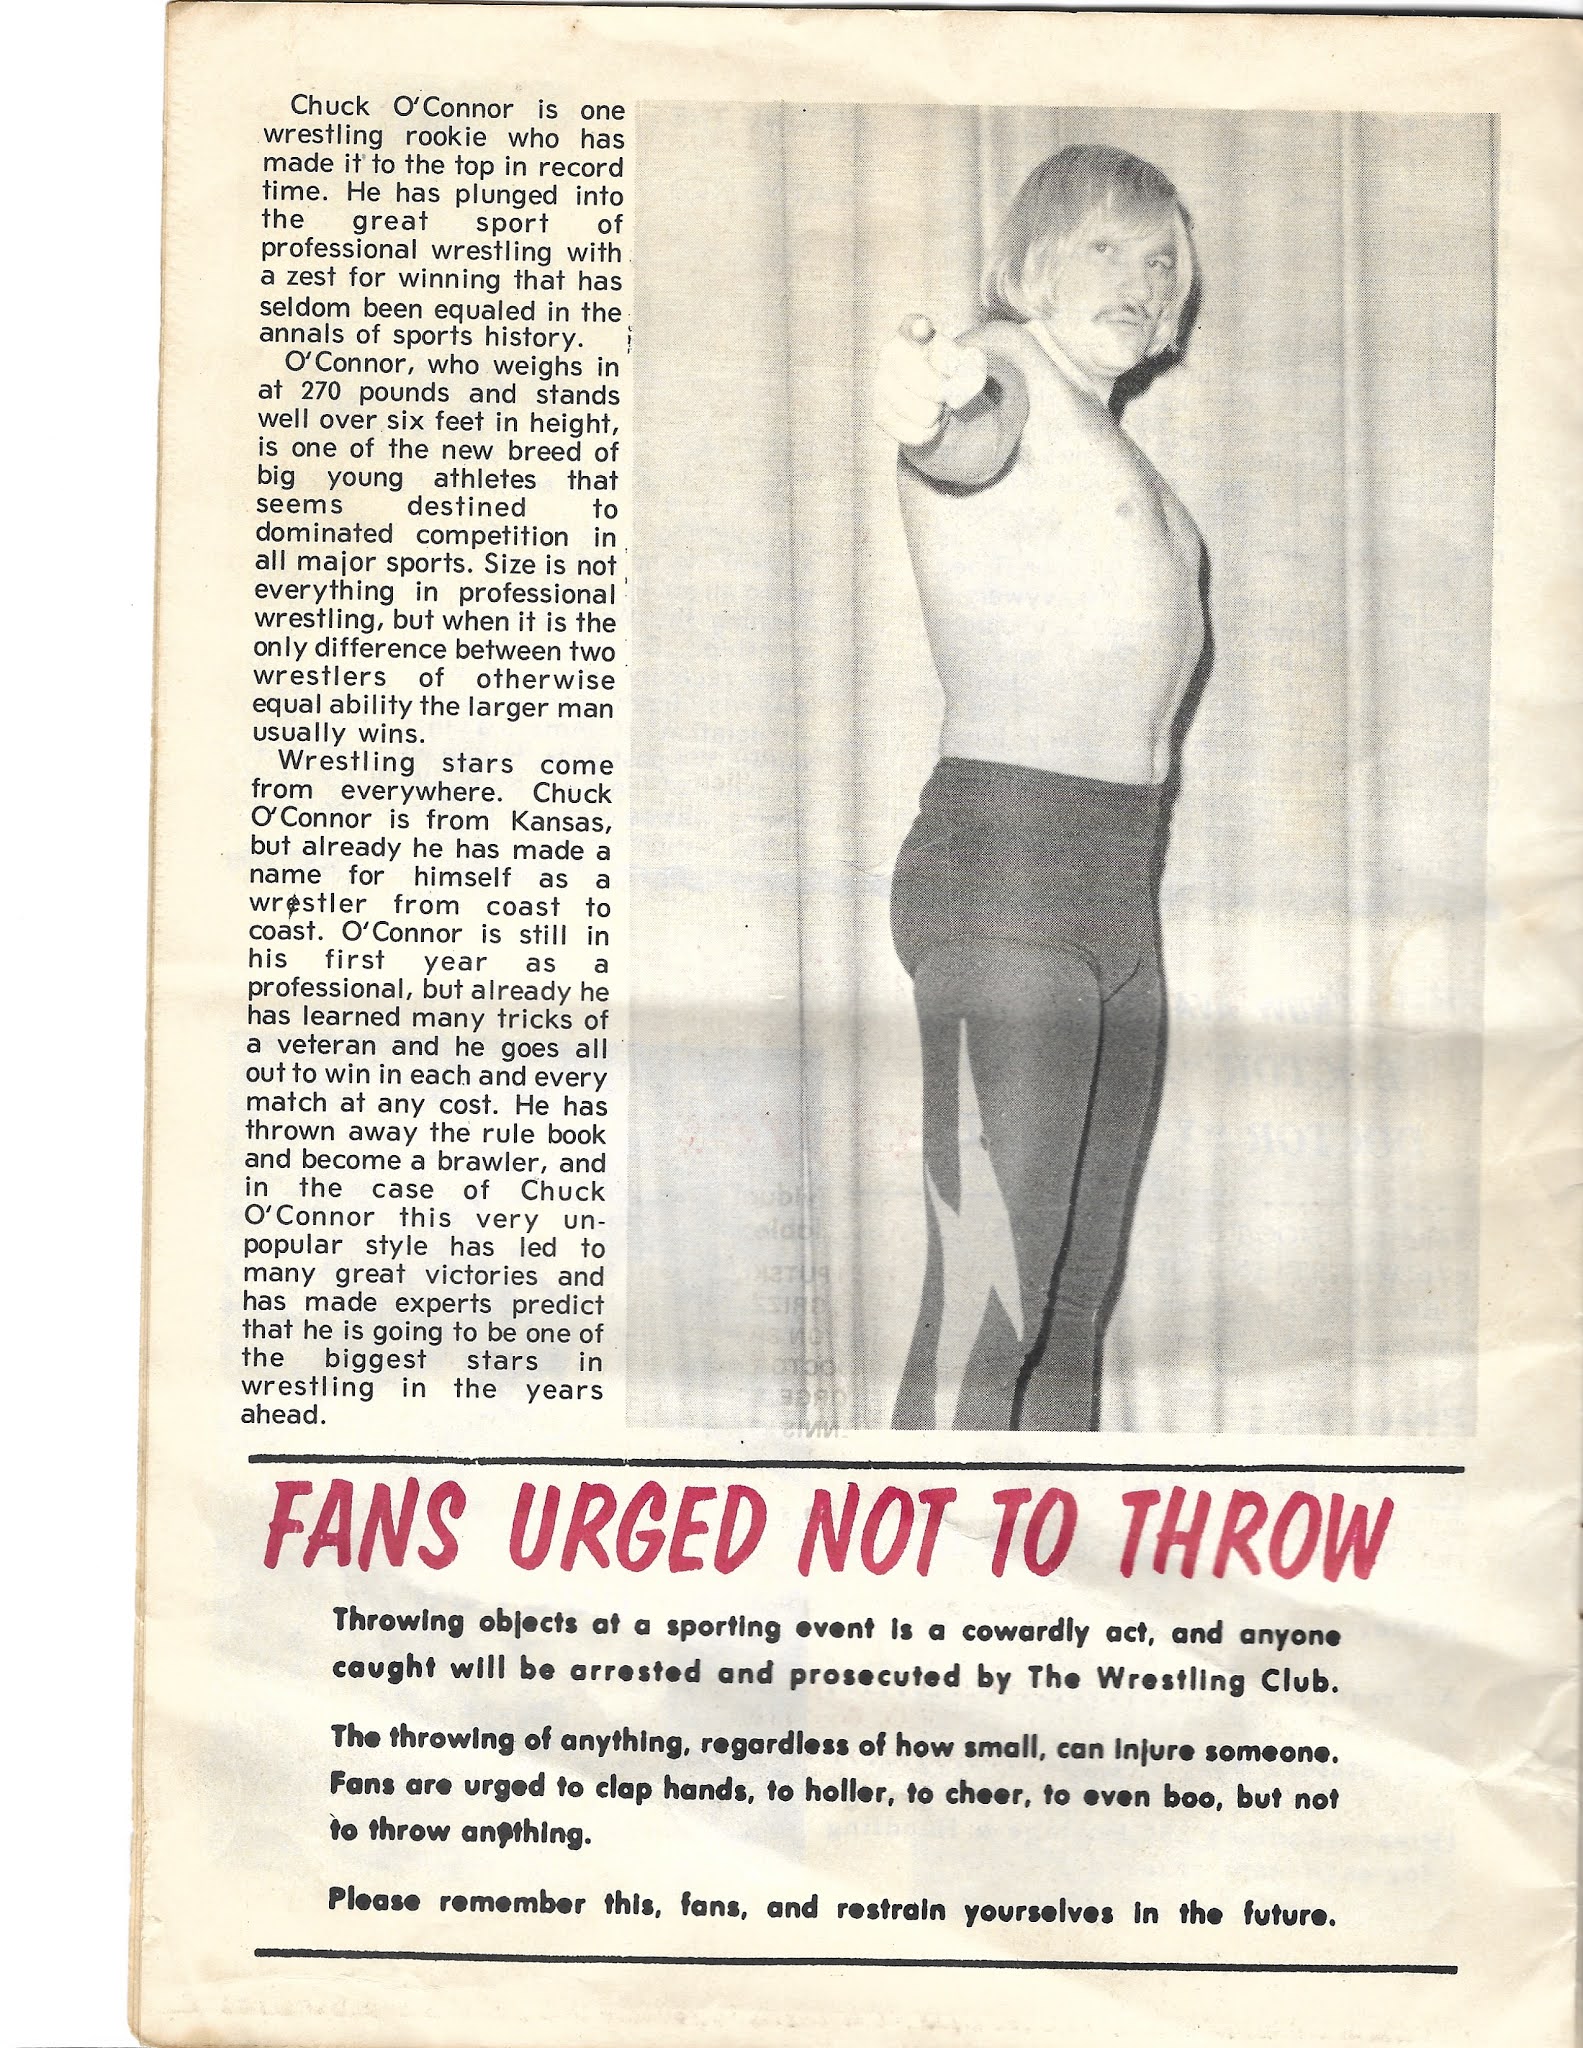 Chuck O'Connor is one
wrestling rookie who has
made it to the top in record
time. He has plunged into
the great sport of
professional wrestling with
a zest for winning that has
seldom been equaled in the
annals of sports history.
O'Connor, who weighs in
at 270 pounds and stands
well over six feet in height,
is one of the new breed of
big young athletes that
seems destined to
dominated competition in
all major sports. Size is not
everything in professional
wrestling, but when it is the
only difference between two
wrestlers of otherwise
equal ability the larger man
usually wins.
Wrestling stars come
from everywhere. Chuck
O'Connor is from Kansas,
but already he has made a
name for himself as a
wrestler from coast to
coast. O'Connor is still in
his first year as a
professional, but already he
has learned many tricks of
a veteran and he goes all
out to win in each and every
match at any cost. He has
thrown away the rule book
and become a brawler, and
in the case of Chuck
O'Connor this very un-
popular style has led to
many great victories and
has made experts predict
that he is going to be one of
the biggest stars in
wrestling in the years
ahead.
FANS URGED NOT TO THROW
Throwing objects at a sporting event is a cowardly act, and anyone
caught will be arrested and prosecuted by The Wrestling Club.
The throwing of anything, regardless of how small, can injure someone.
Fans are urged to clap hands, to holler, to cheer, to even boo, but not
to throw anything.
Please remember this, fans, and restrain yourselves in the future.